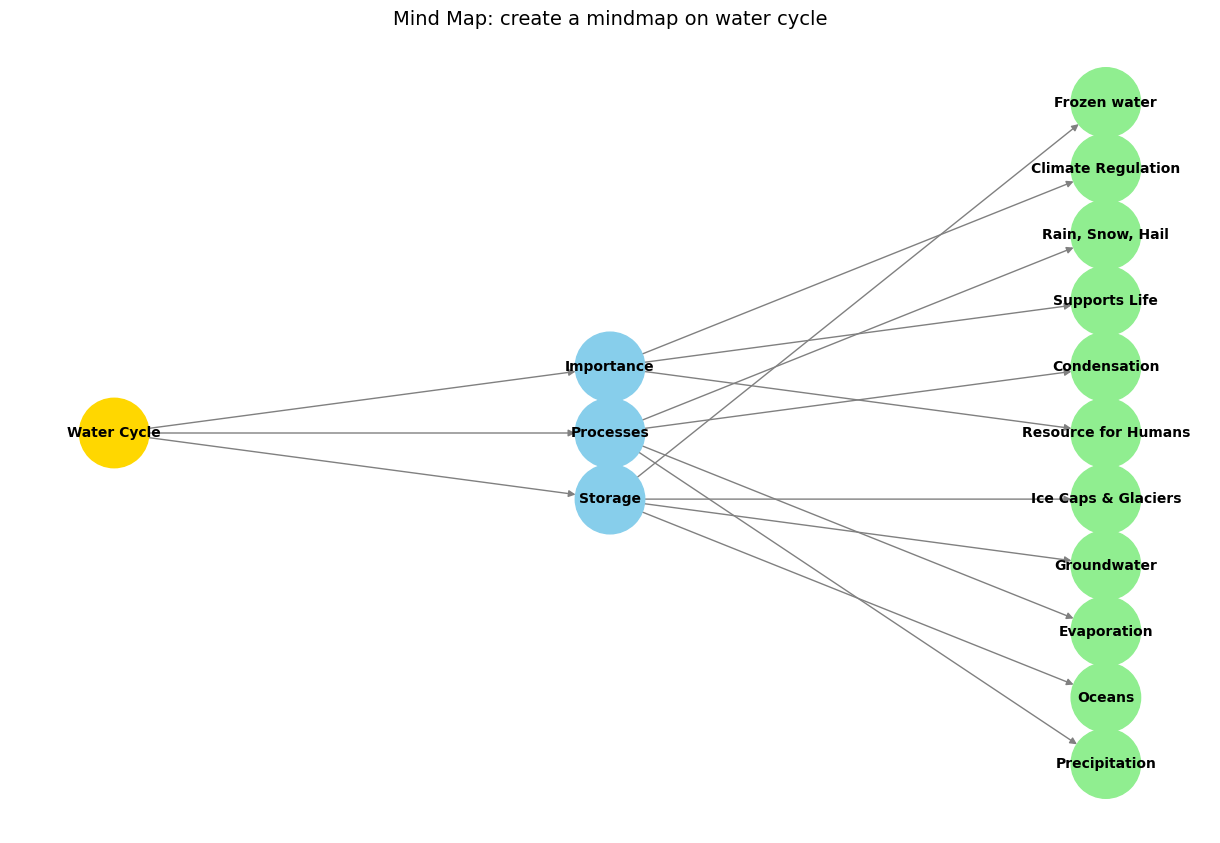 Mind Map: create a mindmap on water cycle
Water Cycle
Importance
Processes
Storage
Frozen water
Climate Regulation
Rain, Snow, Hail
Supports Life
Condensation
Resource for Humans
Ice Caps & Glaciers
Groundwater
Evaporation
Oceans
Precipitation